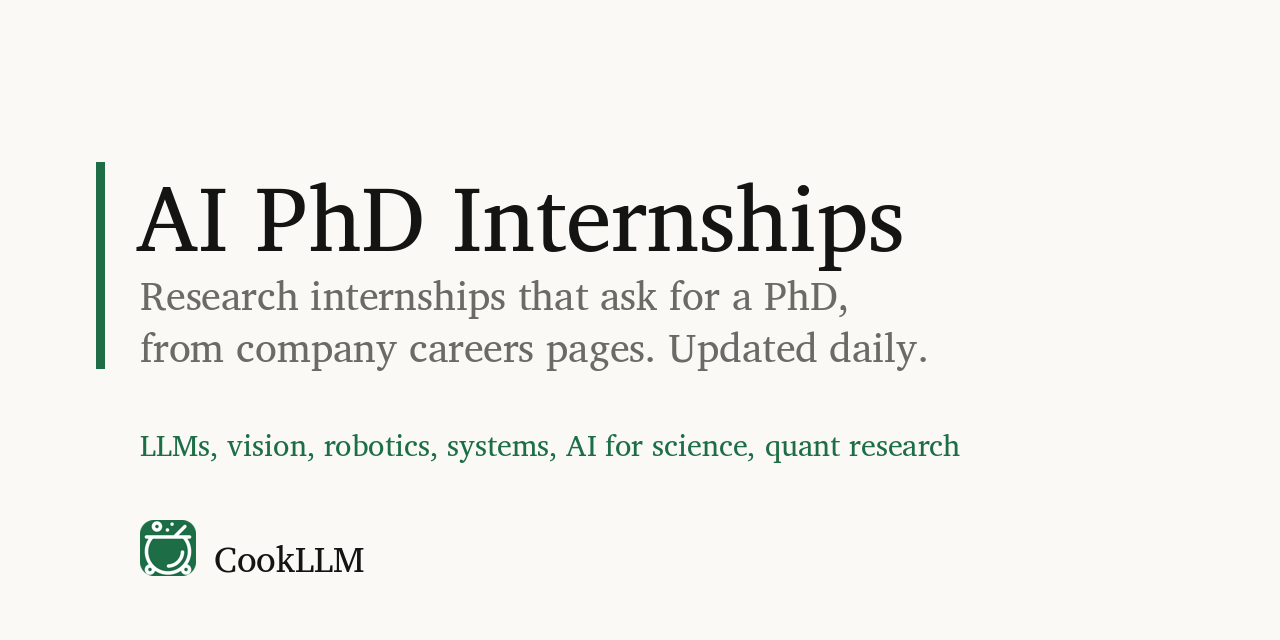 AI PhD Internships
Research internships that ask for a PhD,
from company careers pages. Updated daily.
LLMs, vision, robotics, systems, AI for science, quant research
CookLLM